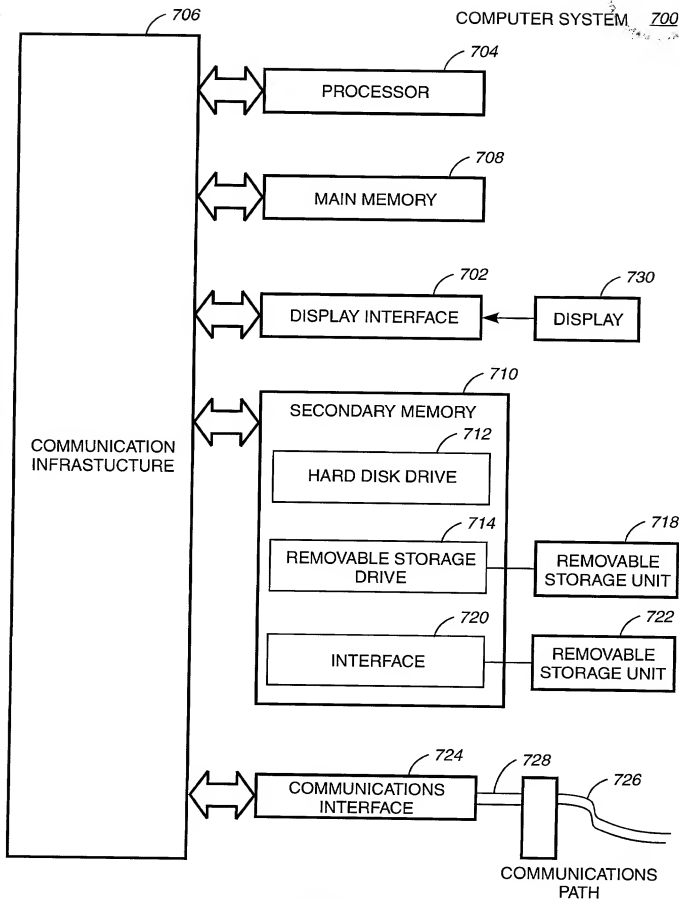 706
COMPUTER SYSTEM 700
704
PROCESSOR
708
MAIN MEMORY
702
DISPLAY INTERFACE
730
DISPLAY
710
SECONDARY MEMORY
712
HARD DISK DRIVE
COMMUNICATION
INFRASTUCTURE
714
REMOVABLE STORAGE
DRIVE
718
REMOVABLE
STORAGE UNIT
720
INTERFACE
722
REMOVABLE
STORAGE UNIT
724
COMMUNICATIONS
INTERFACE
728
726
COMMUNICATIONS
PATH